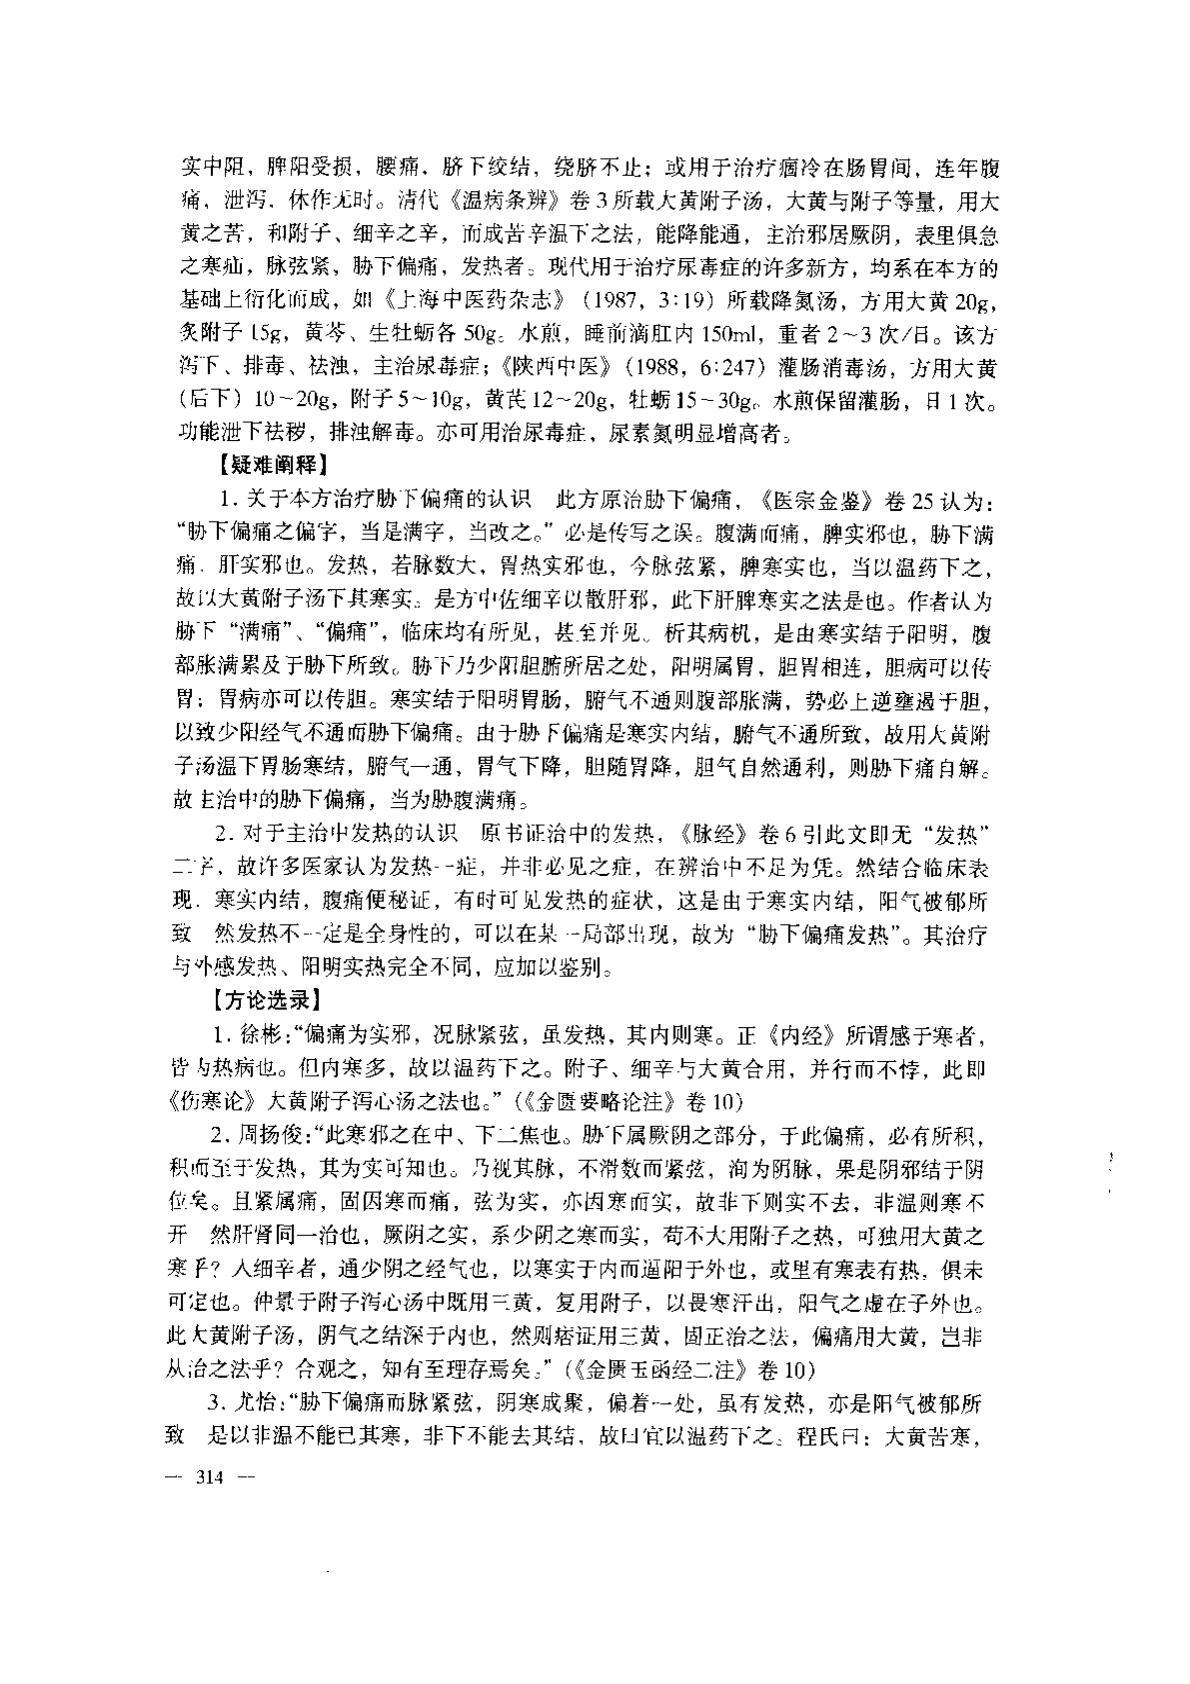 实中阻，脾阳受损，腰痛，脐下绞结，绕脐不止；或用于治疗痼冷在肠胃间，连年腹
痛，泄泻，休作无时。清代《温病条辨》卷3所载大黄附子汤，大黄与附子等量，用大
黄之苦，和附子、细辛之辛，而成苦辛温下之法，能降能通，主治邪居厥阴，表里俱急
之寒疝，脉弦紧，胁下偏痛，发热者。现代用于治疗尿毒症的许多新方，均系在本方的
基础上衍化而成，如《上海中医药杂志》（1987，3:19）所载降氮汤，方用大黄20g，
炙附子15g，黄芩、生牡蛎各50g。水煎，睡前滴肛内150ml，重者2~3次/日。该方
泻下、排毒、祛浊，主治尿毒症；《陕西中医》（1988，6:247）灌肠消毒汤，方用大黄
（后下）10~20g，附子5~10g，黄芪12~20g，牡蛎15~30g。水煎保留灌肠，日1次。
功能泄下祛秽，排浊解毒。亦可用治尿毒症，尿素氮明显增高者。
【疑难阐释】
1. 关于本方治疗胁下偏痛的认识 此方原治胁下偏痛，《医宗金鉴》卷25认为：
“胁下偏痛之偏字，当是满字，当改之。”必是传写之误。腹满而痛，脾实邪也，胁下满
痛，肝实邪也。发热，若脉数大，胃热实邪也，今脉弦紧，脾寒实也，当以温药下之，
故以大黄附子汤下其寒实。是方中佐细辛以散肝邪，此下肝脾寒实之法是也。作者认为
胁下“满痛”、“偏痛”，临床均有所见，甚至并见。析其病机，是由寒实结于阳明，腹
部胀满累及于胁下所致。胁下乃少阳胆腑所居之处，阳明属胃，胆胃相连，胆病可以传
胃；胃病亦可以传胆。寒实结于阳明胃肠，腑气不通则腹部胀满，势必上逆壅遏于胆，
以致少阳经气不通而胁下偏痛。由于胁下偏痛是寒实内结，腑气不通所致，故用大黄附
子汤温下胃肠寒结，腑气一通，胃气下降，胆随胃降，胆气自然通利，则胁下痛自解。
故主治中的胁下偏痛，当为胁腹满痛。
2. 对于主治中发热的认识 原书证治中的发热，《脉经》卷6引此文即无“发热”
二字，故许多医家认为发热一症，并非必见之症，在辨治中不足为凭。然结合临床表
现，寒实内结，腹痛便秘证，有时可见发热的症状，这是由于寒实内结，阳气被郁所
致 然发热不一定是全身性的，可以在某一局部出现，故为“胁下偏痛发热”。其治疗
与外感发热、阳明实热完全不同，应加以鉴别。
【方论选录】
1. 徐彬：“偏痛为实邪，况脉紧弦，虽发热，其内则寒。正《内经》所谓感于寒者，
皆为热病也。但内寒多，故以温药下之。附子、细辛与大黄合用，并行而不悖，此即
《伤寒论》大黄附子泻心汤之法也。”（《金匮要略论注》卷10）
2. 周扬俊：“此寒邪之在中、下二焦也。胁下属厥阴之部分，于此偏痛，必有所积，
积而至于发热，其为实可知也。乃视其脉，不滑数而紧弦，洵为阴脉，果是阴邪结于阴
位矣。且紧属痛，固因寒而痛，弦为实，亦因寒而实，故非下则实不去，非温则寒不
开 然肝肾同一治也，厥阴之实，系少阴之寒而实，苟不大用附子之热，可独用大黄之
寒乎？入细辛者，通少阴之经气也，以寒实于内而逼阳于外也，或里有寒表有热，俱未
可定也。仲景于附子泻心汤中既用三黄，复用附子，以畏寒汗出，阳气之虚在于外也。
此大黄附子汤，阴气之结深于内也，然则痞证用三黄，固正治之法，偏痛用大黄，岂非
从治之法乎？合观之，知有至理存焉矣。”（《金匮玉函经二注》卷10）
3. 尤怡：“胁下偏痛而脉紧弦，阴寒成聚，偏着一处，虽有发热，亦是阳气被郁所
致 是以非温不能已其寒，非下不能去其结，故曰宜以温药下之。程氏曰：大黄苦寒，
— 314 —